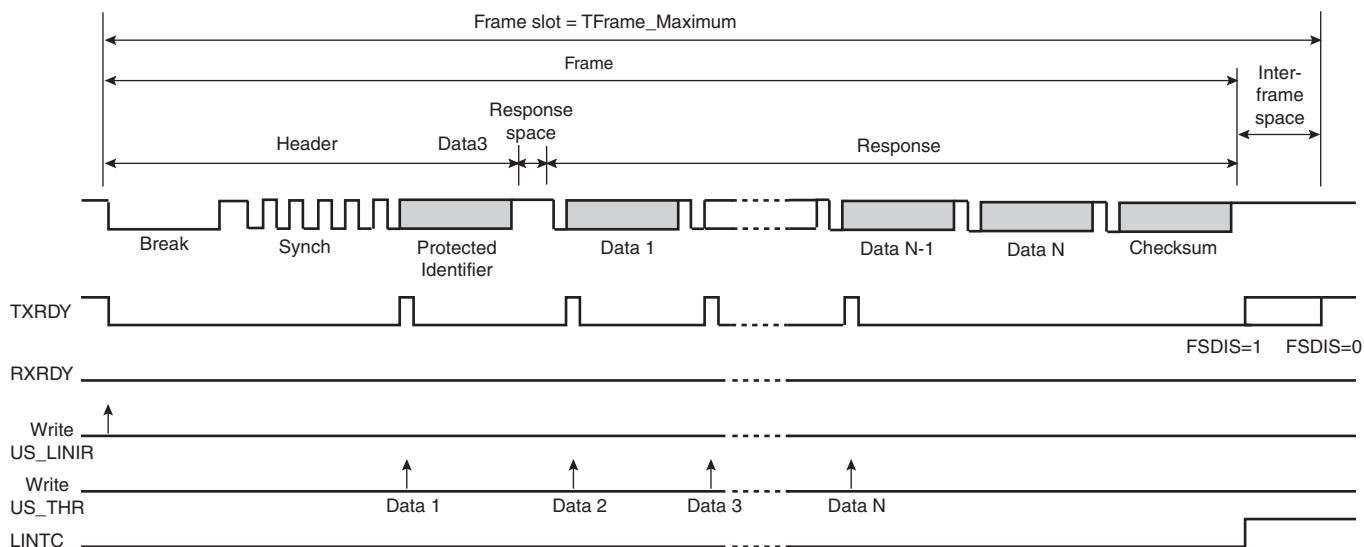 Frame slot = TFrame_Maximum
Frame
Inter-
frame
space
Response
space
Header
Data3
Response
Break
Synch
Protected
Identifier
Data 1
Data N-1
Data N
Checksum
TXRDY
FSDIS=1
FSDIS=0
RXRDY
Write
US_LINIR
Write
US_THR
Data 1
Data 2
Data 3
Data N
LINTC